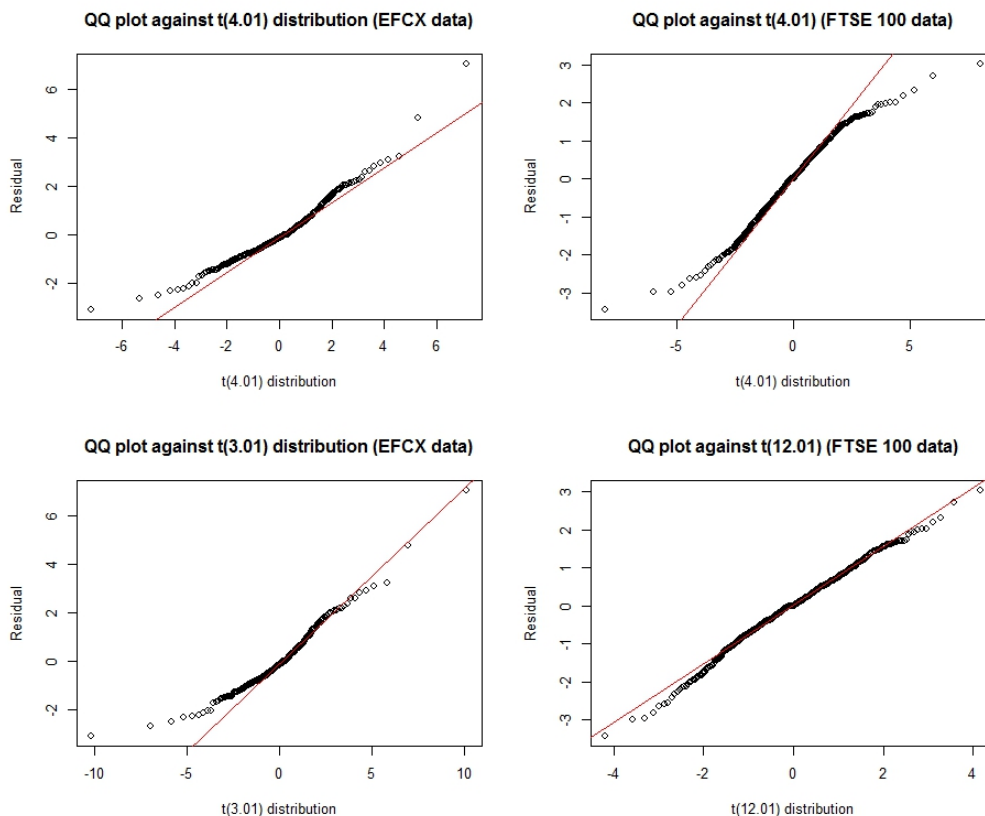 QQ plot against t(4.01) distribution (EFCX data)
6
4
2
0
-2
Residual
-6 -4 -2 0 2 4 6
t(4.01) distribution
QQ plot against t(4.01) (FTSE 100 data)
3
2
1
0
-1
-2
-3
Residual
-5 0 5
t(4.01) distribution
QQ plot against t(3.01) distribution (EFCX data)
6
4
2
0
-2
Residual
-10 -5 0 5 10
t(3.01) distribution
QQ plot against t(12.01) (FTSE 100 data)
3
2
1
0
-1
-2
-3
Residual
-4 -2 0 2 4
t(12.01) distribution